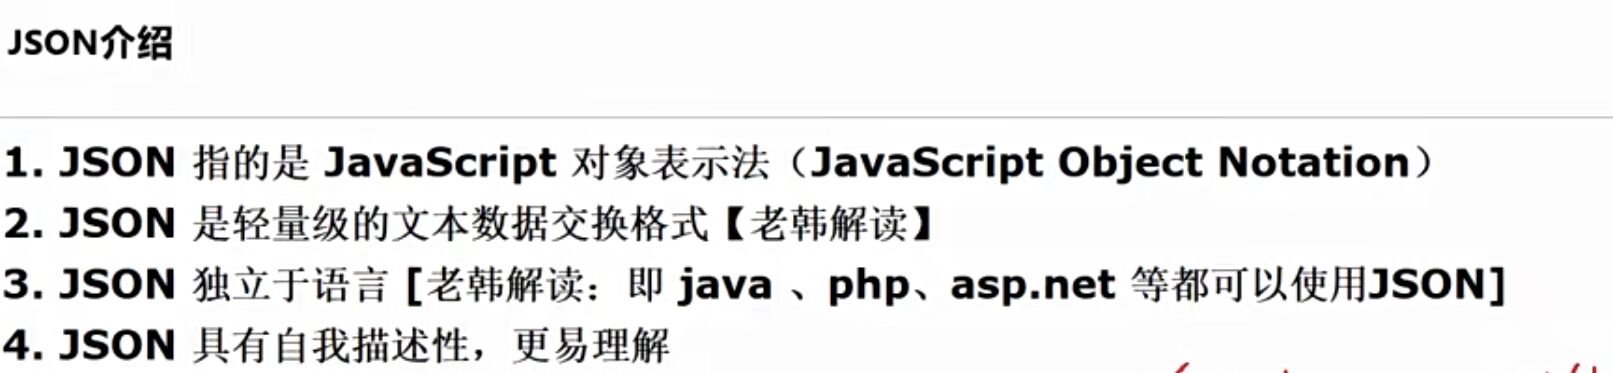 JSON介绍
1. JSON 指的是 JavaScript 对象表示法（JavaScript Object Notation）
2. JSON 是轻量级的文本数据交换格式【老韩解读】
3. JSON 独立于语言 [老韩解读：即 java 、php、asp.net 等都可以使用JSON]
4. JSON 具有自我描述性，更易理解